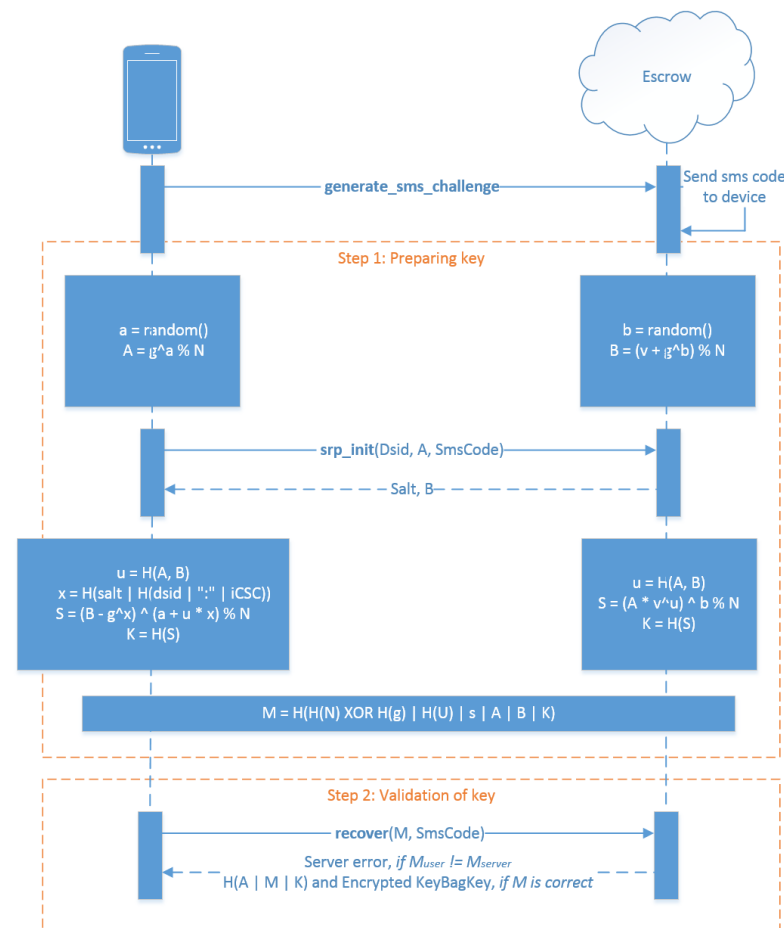 Escrow
generate_sms_challenge
Send sms code
to device
Step 1: Preparing key
a = random()
A = g^a % N
b = random()
B = (v + g^b) % N
srp_init(Dsid, A, SmsCode)
Salt, B
u = H(A, B)
x = H(salt | H(dsid | ":" | iCSC))
S = (B - g^x) ^ (a + u * x) % N
K = H(S)
u = H(A, B)
S = (A * v^u) ^ b % N
K = H(S)
M = H(H(N) XOR H(g) | H(U) | s | A | B | K)
Step 2: Validation of key
recover(M, SmsCode)
Server error, if Muser != Mserver
H(A | M | K) and Encrypted KeyBagKey, if M is correct